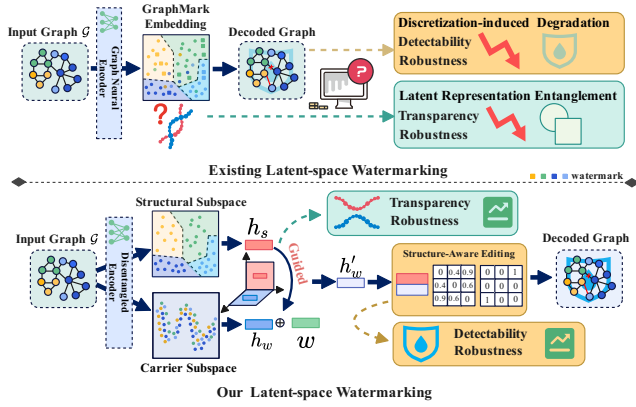 GraphMark
Embedding
Input Graph 𝒢
Graph Neural
Encoder
Decoded Graph
?
?
Discretization-induced Degradation
Detectability
Robustness
Latent Representation Entanglement
Transparency
Robustness
Existing Latent-space Watermarking
watermark
Structural Subspace
Input Graph 𝒢
Disentangled
Encoder
h_s
Guided
Transparency
Robustness
h'_w
Structure-Aware Editing
0 0.4 0.9
0.4 0 0.6
0.9 0.6 0
0 0 1
0 0 0
1 0 0
Decoded Graph
h_w ⊕ w
Carrier Subspace
Detectability
Robustness
Our Latent-space Watermarking